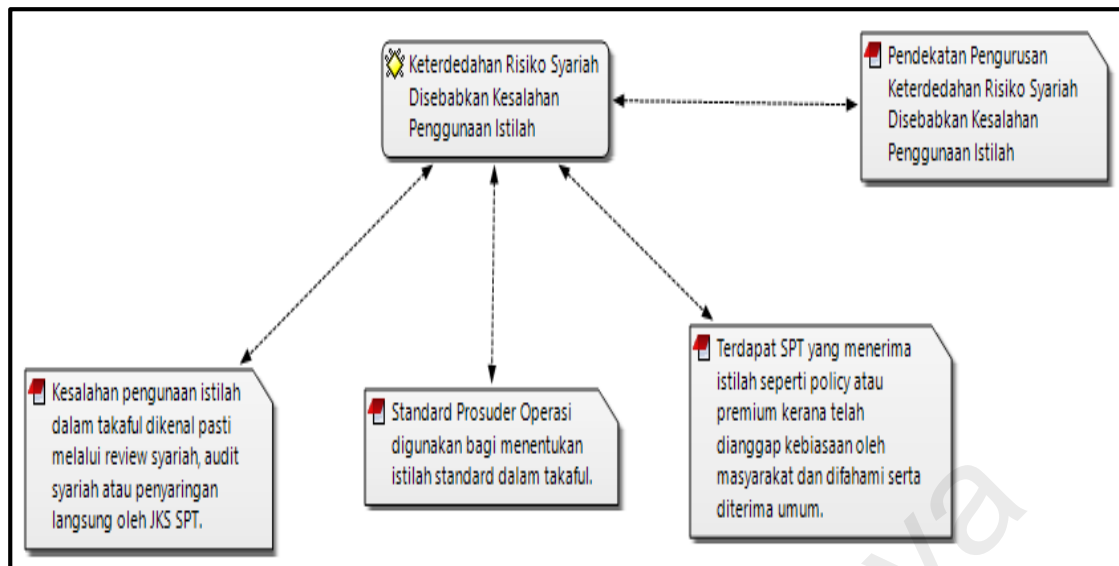 Keterdedahan Risiko Syariah
Disebabkan Kesalahan
Penggunaan Istilah
Pendekatan Pengurusan
Keterdedahan Risiko Syariah
Disebabkan Kesalahan
Penggunaan Istilah
Kesalahan pengunaan istilah
dalam takaful dikenal pasti
melalui review syariah, audit
syariah atau penyaringan
langsung oleh JKS SPT.
Standard Prosuder Operasi
digunakan bagi menentukan
istilah standard dalam takaful.
Terdapat SPT yang menerima
istilah seperti policy atau
premium kerana telah
dianggap kebiasaan oleh
masyarakat dan difahami serta
diterima umum.
ya